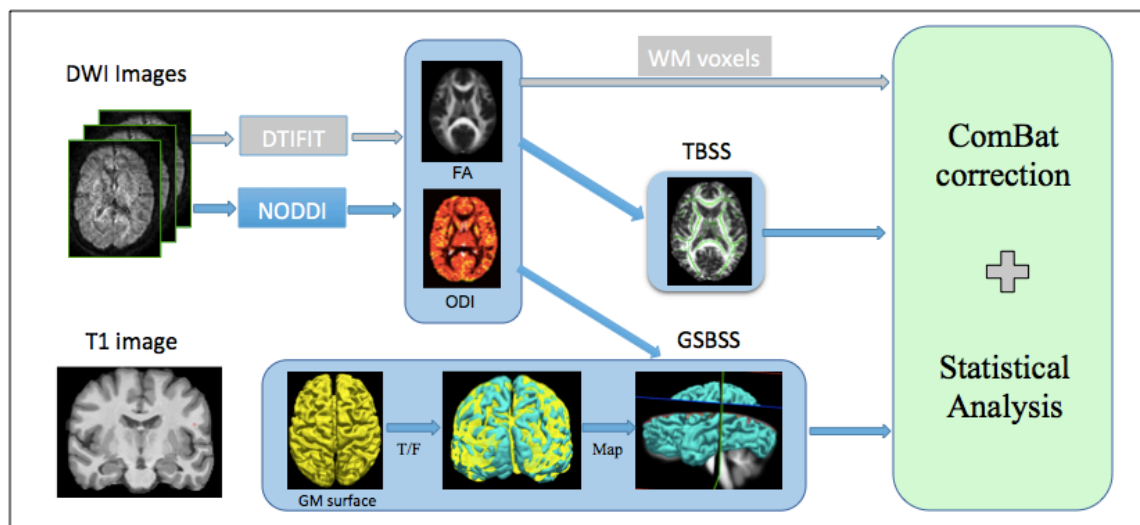 DWI Images
DTIFIT
NODDI
FA
ODI
WM voxels
TBSS
ComBat
correction
Statistical
Analysis
T1 image
GSBSS
GM surface
T/F
Map